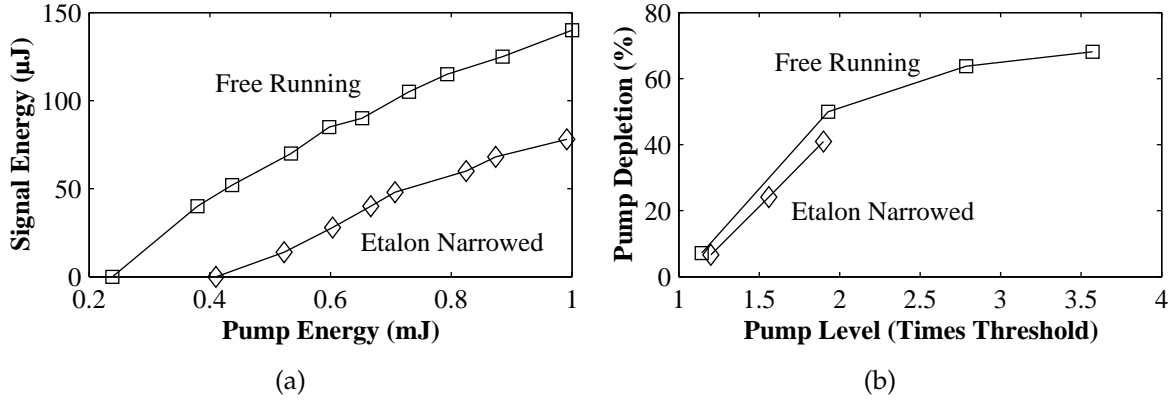 150
100
50
0
0.2
0.4
0.6
0.8
1
Signal Energy (µJ)
Pump Energy (mJ)
Free Running
Etalon Narrowed
(a)
80
60
40
20
0
1
1.5
2
2.5
3
3.5
4
Pump Depletion (%)
Pump Level (Times Threshold)
Free Running
Etalon Narrowed
(b)